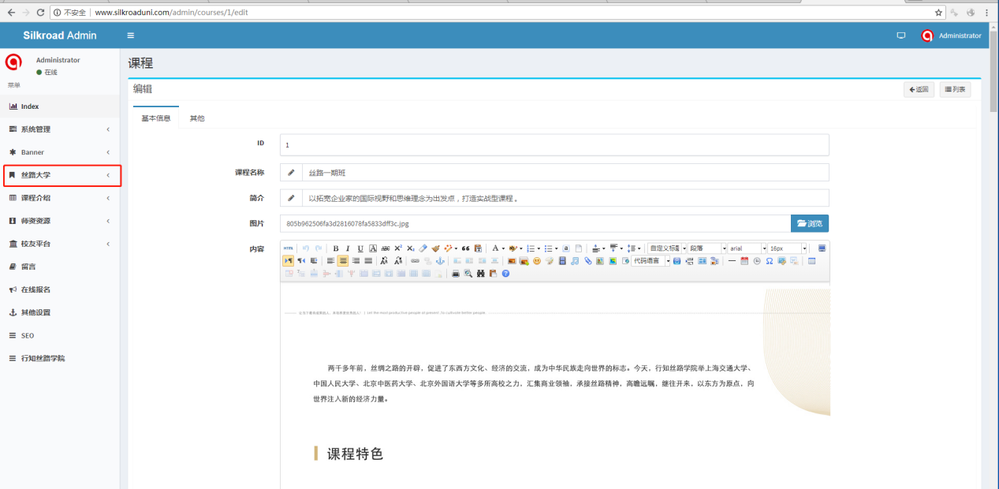 不安全 | www.silkroaduni.com/admin/courses/1/edit
Silkroad Admin
Administrator
Administrator
在线
菜单
Index
系统管理
Banner
丝路大学
课程介绍
师资资源
校友平台
留言
在线报名
其他设置
SEO
行知丝路学院
课程
编辑
返回
列表
基本信息 其他
ID 1
课程名称 丝路一期班
简介 以拓宽企业家的国际视野和思维理念为出发点，打造实战型课程。
图片 805b962506fa3d2816078fa5833dff3c.jpg 浏览
内容
HTML B I U A ABC X² X₂ A 自定义标题 段落 arial 16px
代码语言
Let the most productive people at present, to cultivate better people
两千多年前，丝绸之路的开辟，促进了东西方文化、经济的交流，成为中华民族走向世界的标志。今天，行知丝路学院举上海交通大学、
中国人民大学、北京中医药大学、北京外国语大学等多所高校之力，汇集商业领袖，承接丝路精神，高瞻远瞩，继往开来，以东方为原点，向
世界注入新的经济力量。
课程特色